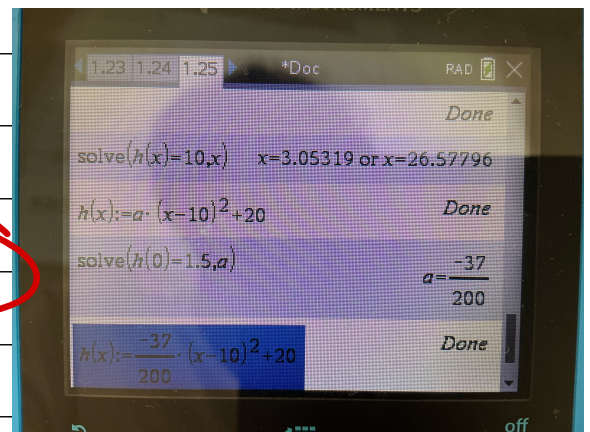 1.23 1.24 1.25 *Doc RAD
Done
solve(h(x)=10,x) x=3.05319 or x=26.57796
h(x):=a·(x−10)²+20 Done
solve(h(0)=1.5,a) a=−37/200
h(x):=−37/200·(x−10)²+20 Done
off